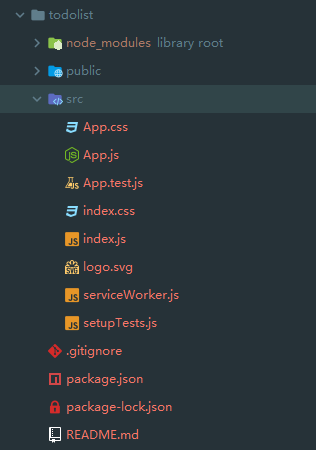 todolist
node_modules library root
public
src
App.css
App.js
App.test.js
index.css
index.js
logo.svg
serviceWorker.js
setupTests.js
.gitignore
package.json
package-lock.json
README.md